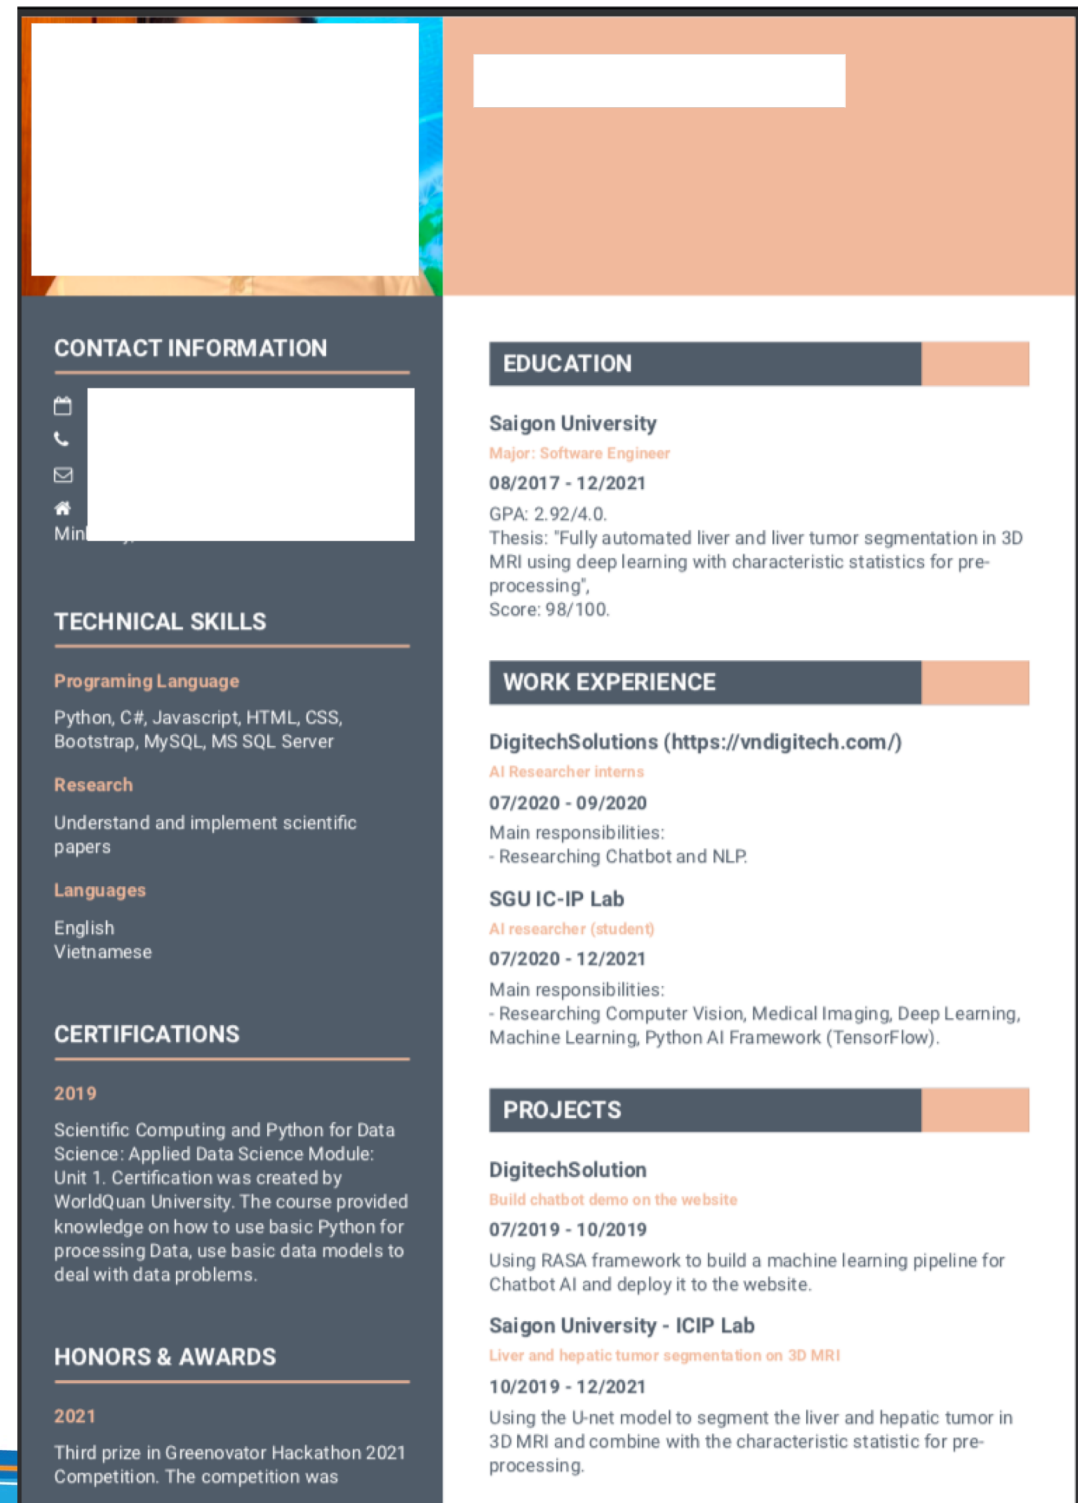 CONTACT INFORMATION
TECHNICAL SKILLS
Programing Language
Python, C#, Javascript, HTML, CSS,
Bootstrap, MySQL, MS SQL Server
Research
Understand and implement scientific
papers
Languages
English
Vietnamese
CERTIFICATIONS
2019
Scientific Computing and Python for Data
Science: Applied Data Science Module:
Unit 1. Certification was created by
WorldQuan University. The course provided
knowledge on how to use basic Python for
processing Data, use basic data models to
deal with data problems.
HONORS & AWARDS
2021
Third prize in Greenovator Hackathon 2021
Competition. The competition was
EDUCATION
Saigon University
Major: Software Engineer
08/2017 - 12/2021
GPA: 2.92/4.0.
Thesis: "Fully automated liver and liver tumor segmentation in 3D
MRI using deep learning with characteristic statistics for pre-
processing",
Score: 98/100.
WORK EXPERIENCE
DigitechSolutions (https://vndigitech.com/)
AI Researcher interns
07/2020 - 09/2020
Main responsibilities:
- Researching Chatbot and NLP.
SGU IC-IP Lab
AI researcher (student)
07/2020 - 12/2021
Main responsibilities:
- Researching Computer Vision, Medical Imaging, Deep Learning,
Machine Learning, Python AI Framework (TensorFlow).
PROJECTS
DigitechSolution
Build chatbot demo on the website
07/2019 - 10/2019
Using RASA framework to build a machine learning pipeline for
Chatbot AI and deploy it to the website.
Saigon University - ICIP Lab
Liver and hepatic tumor segmentation on 3D MRI
10/2019 - 12/2021
Using the U-net model to segment the liver and hepatic tumor in
3D MRI and combine with the characteristic statistic for pre-
processing.